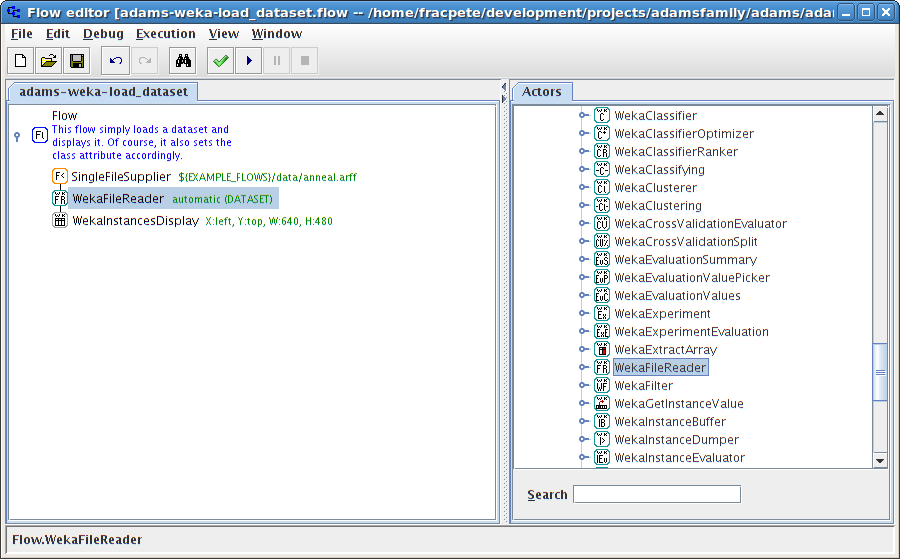 Flow editor [adams-weka-load_dataset.flow -- /home/fracpete/development/projects/adamsfamily/adams/ada
File Edit Debug Execution View Window
adams-weka-load_dataset
Flow
This flow simply loads a dataset and
displays it. Of course, it also sets the
class attribute accordingly.
SingleFileSupplier ${EXAMPLE_FLOWS}/data/anneal.arff
WekaFileReader automatic (DATASET)
WekaInstancesDisplay X:left, Y:top, W:640, H:480
Actors
WekaClassifier
WekaClassifierOptimizer
WekaClassifierRanker
WekaClassifying
WekaClusterer
WekaClustering
WekaCrossValidationEvaluator
WekaCrossValidationSplit
WekaEvaluationSummary
WekaEvaluationValuePicker
WekaEvaluationValues
WekaExperiment
WekaExperimentEvaluation
WekaExtractArray
WekaFileReader
WekaFilter
WekaGetInstanceValue
WekaInstanceBuffer
WekaInstanceDumper
WekaInstanceEvaluator
Search
Flow.WekaFileReader